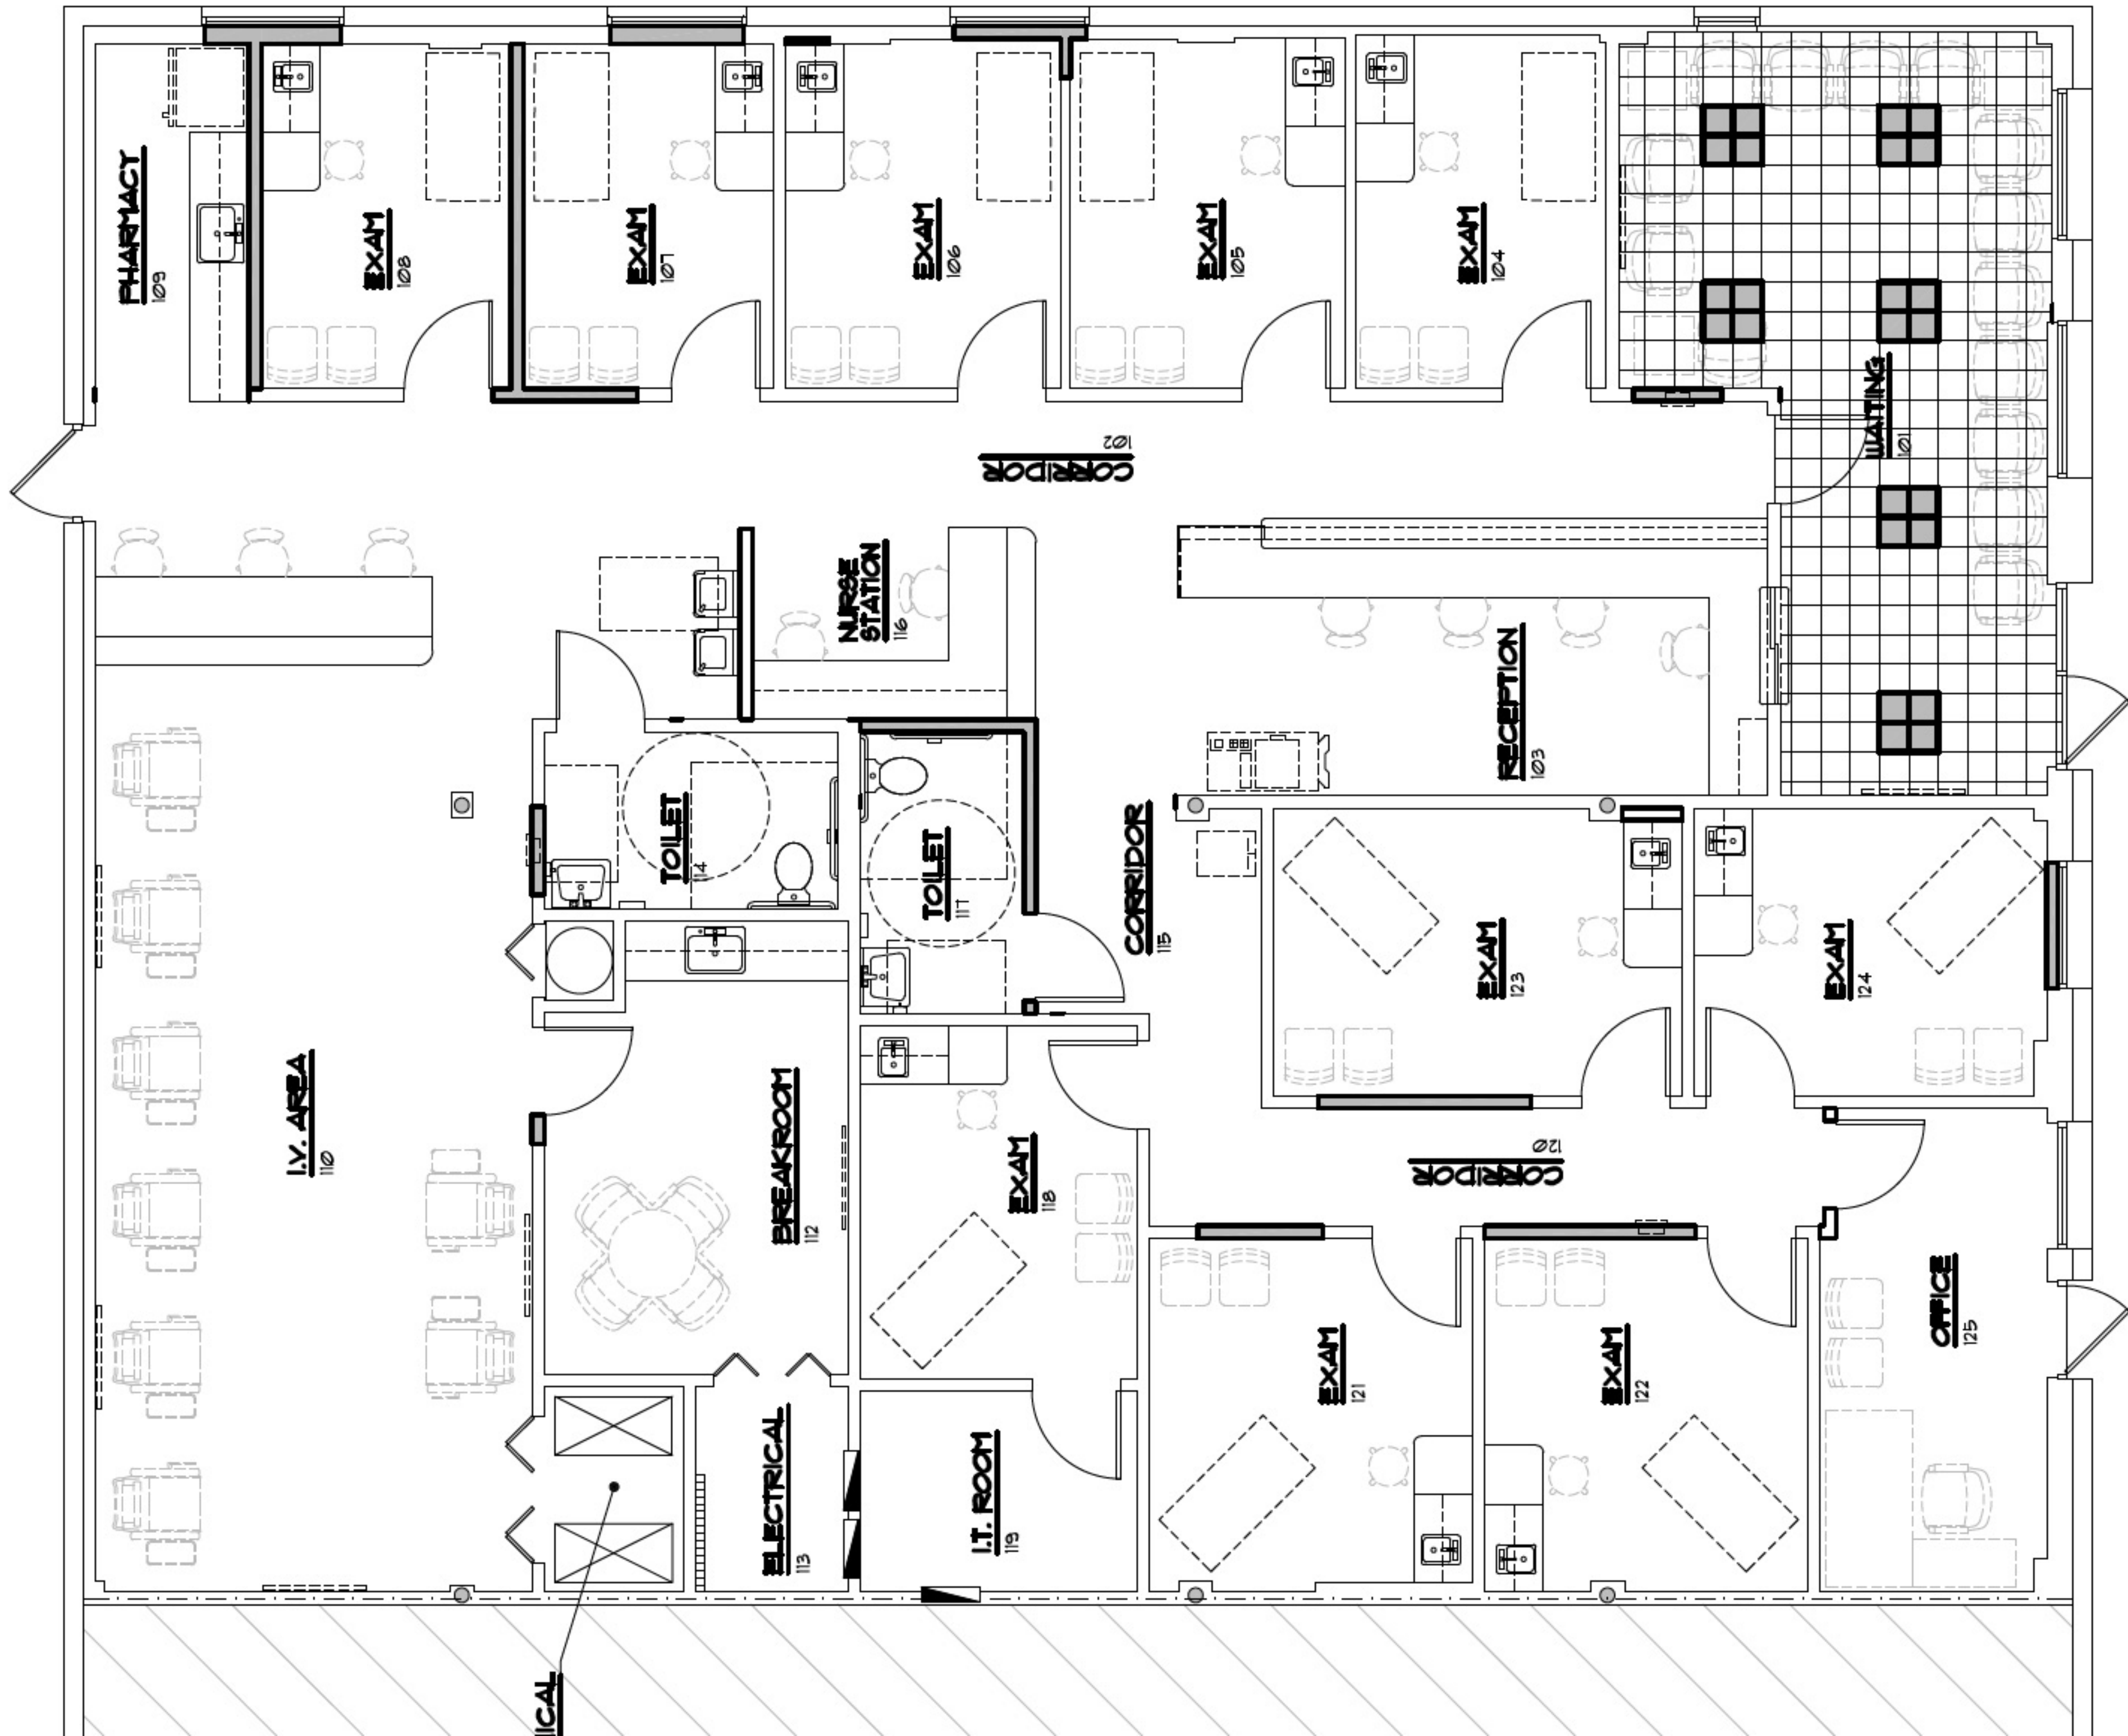 PHARMACY
109
EXAM
108
EXAM
107
EXAM
106
EXAM
105
EXAM
104
WAITING
101
CORRIDOR
102
NURSE
STATION
116
RECEPTION
103
TOILET
114
TOILET
117
CORRIDOR
115
EXAM
123
EXAM
124
I.V. AREA
110
BREAKROOM
112
EXAM
118
CORRIDOR
120
EXAM
121
EXAM
122
OFFICE
125
ELECTRICAL
113
I.T. ROOM
119